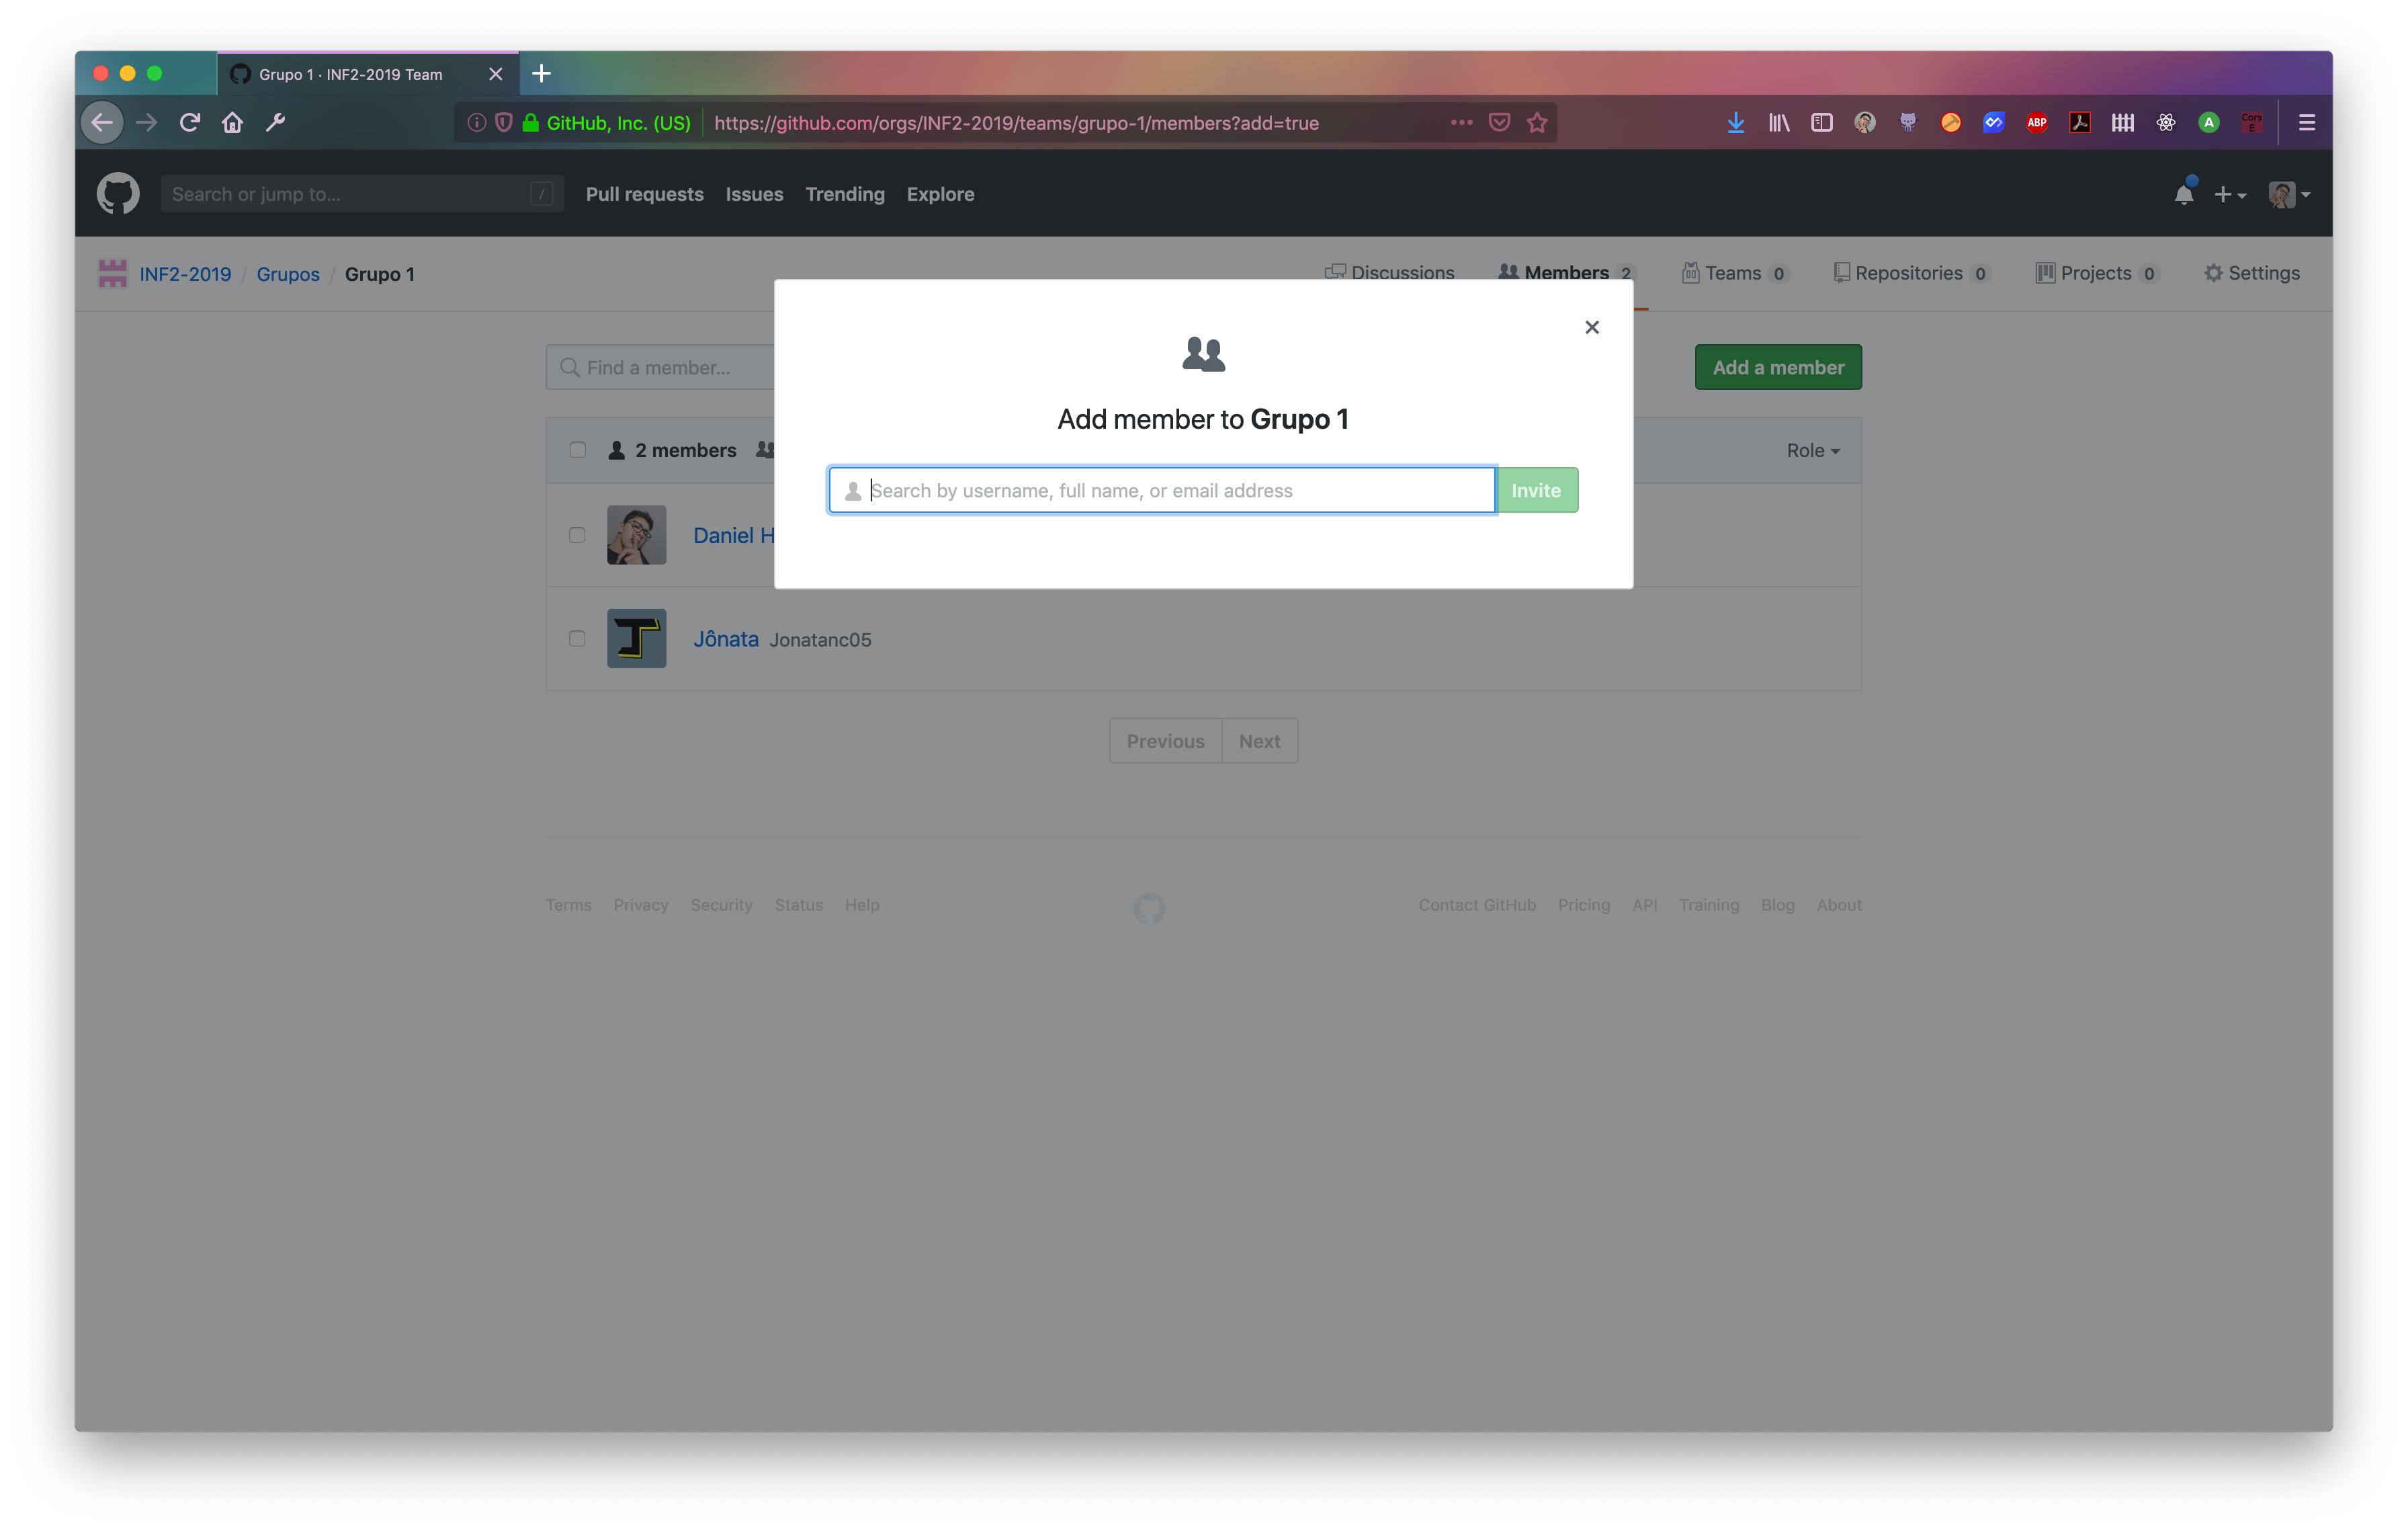 Grupo 1 · INF2-2019 Team
GitHub, Inc. (US) https://github.com/orgs/INF2-2019/teams/grupo-1/members?add=true
ABP A Cors E
Search or jump to... / Pull requests Issues Trending Explore
INF2-2019 / Grupos / Grupo 1 Discussions Members 2 Teams 0 Repositories 0 Projects 0 Settings
Find a member... Add a member
Add member to Grupo 1
2 members Role
Search by username, full name, or email address Invite
Daniel H
Jônata Jonatanc05
Previous Next
Terms Privacy Security Status Help Contact GitHub Pricing API Training Blog About